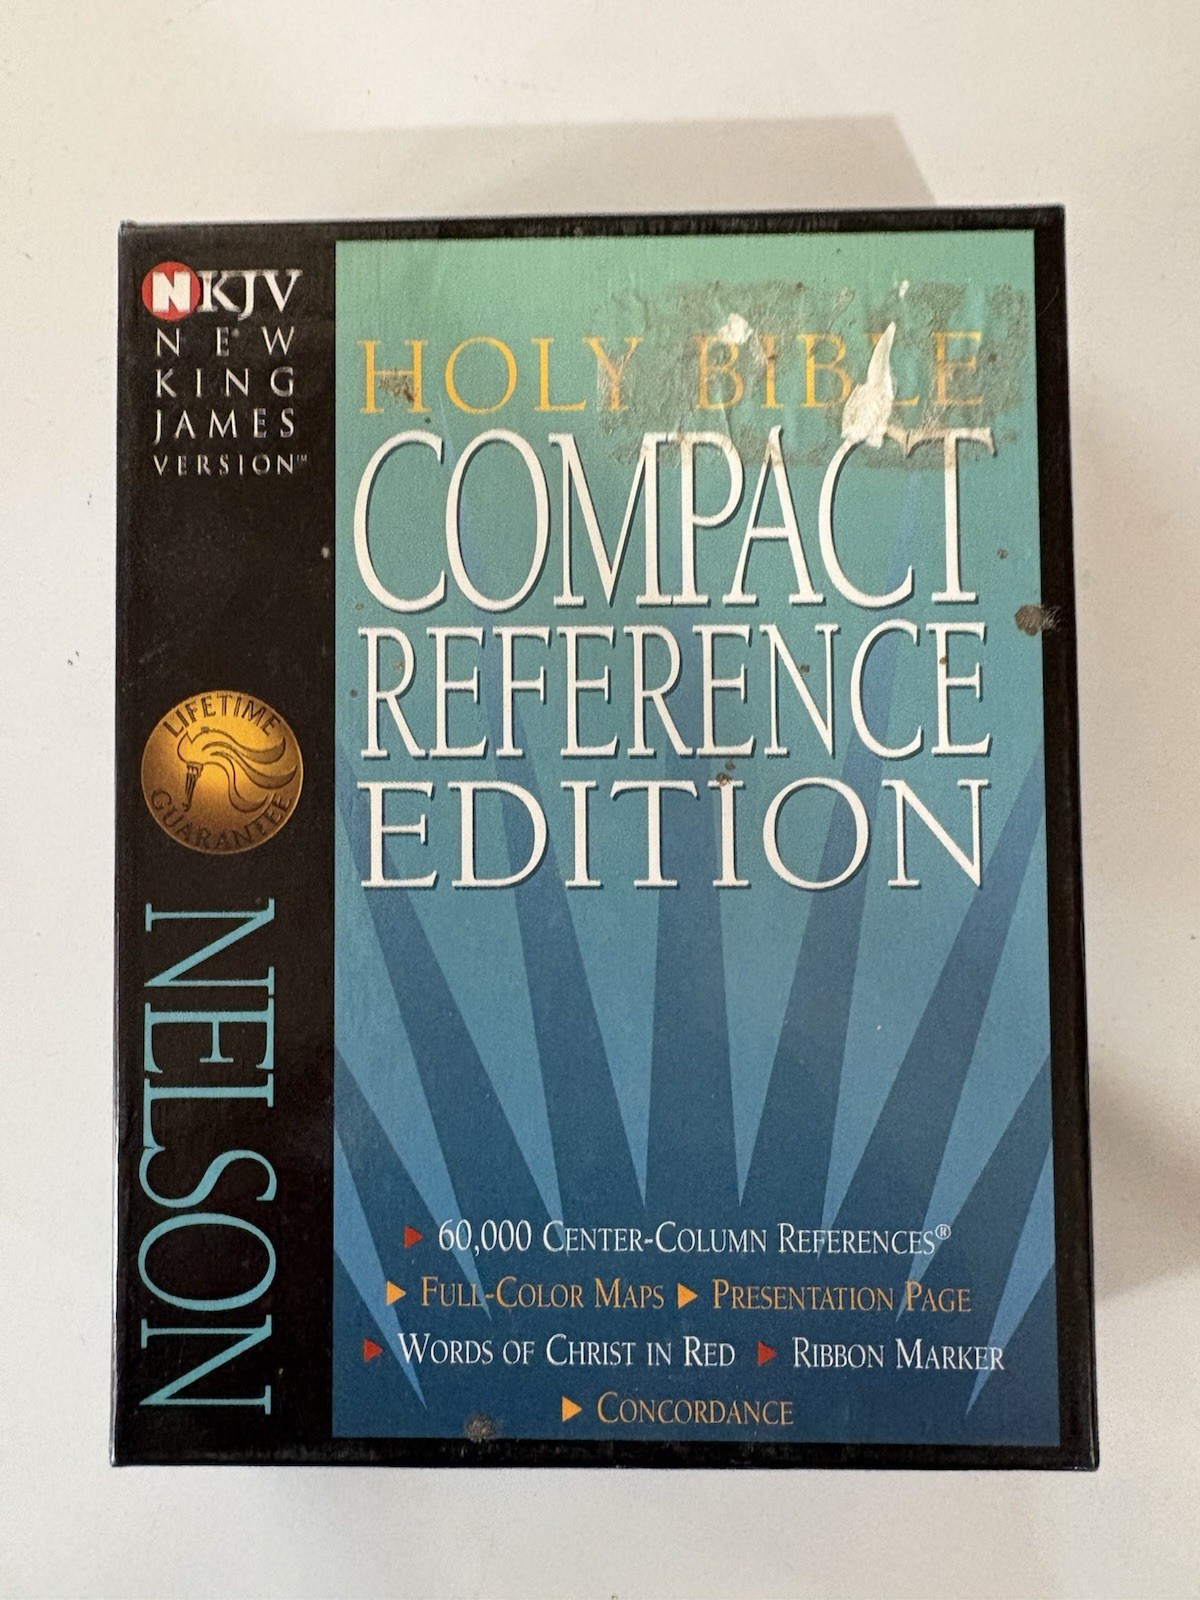 NKJV
NEW
KING
JAMES
VERSION™
LIFETIME
GUARANTEE
NELSON
HOLY BIBLE
COMPACT
REFERENCE
EDITION
60,000 CENTER-COLUMN REFERENCES®
FULL-COLOR MAPS ▶ PRESENTATION PAGE
WORDS OF CHRIST IN RED ▶ RIBBON MARKER
CONCORDANCE